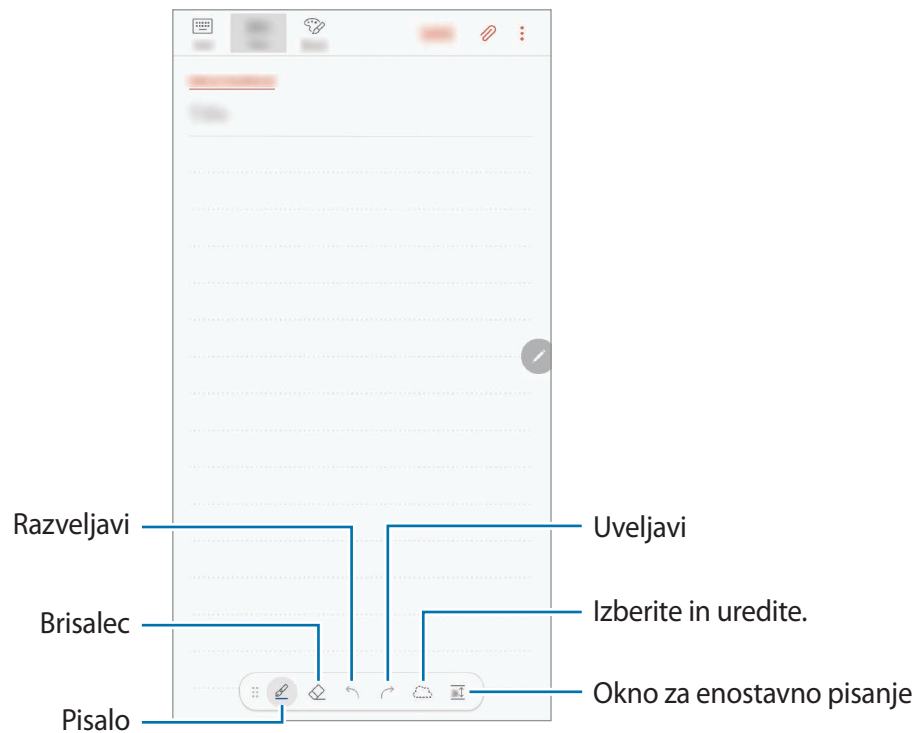 Razveljavi
Uveljavi
Brisalec
Izberite in uredite.
Okno za enostavno pisanje
Pisalo